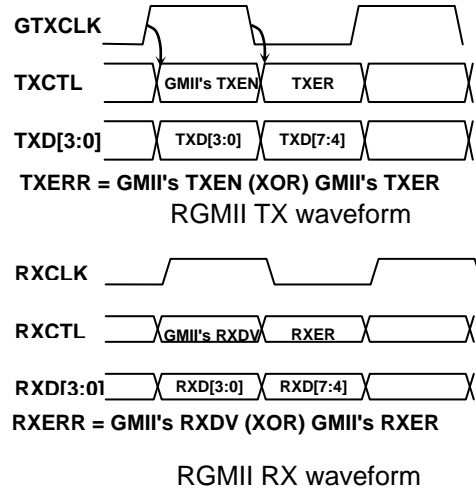 GTXCLK
TXCTL GMII's TXEN TXER
TXD[3:0] TXD[3:0] TXD[7:4]
TXERR = GMII's TXEN (XOR) GMII's TXER
RGMII TX waveform
RXCLK
RXCTL GMII's RXDV RXER
RXD[3:0] RXD[3:0] RXD[7:4]
RXERR = GMII's RXDV (XOR) GMII's RXER
RGMII RX waveform